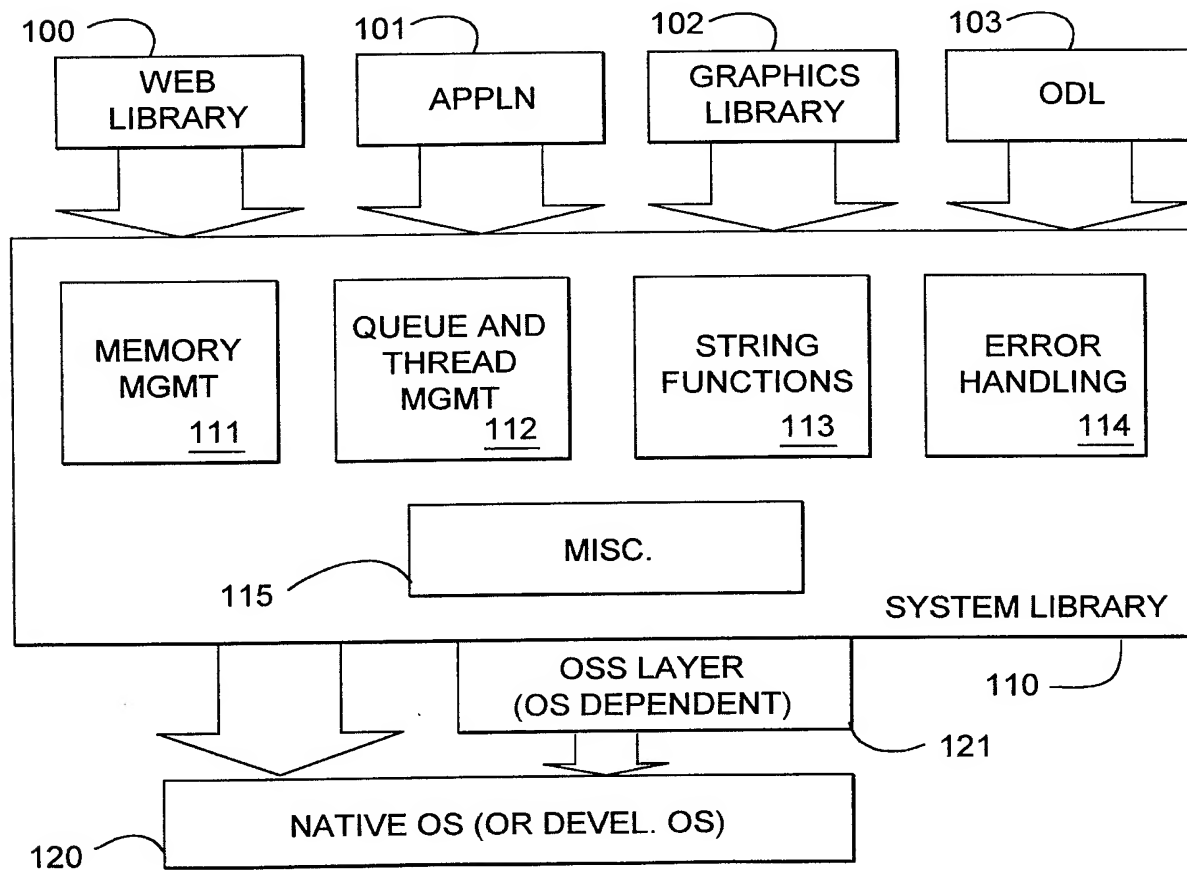 100
101
102
103
WEB
LIBRARY
APPLN
GRAPHICS
LIBRARY
ODL
MEMORY
MGMT
111
QUEUE AND
THREAD
MGMT
112
STRING
FUNCTIONS
113
ERROR
HANDLING
114
MISC.
115
SYSTEM LIBRARY
110
OSS LAYER
(OS DEPENDENT)
121
NATIVE OS (OR DEVEL. OS)
120